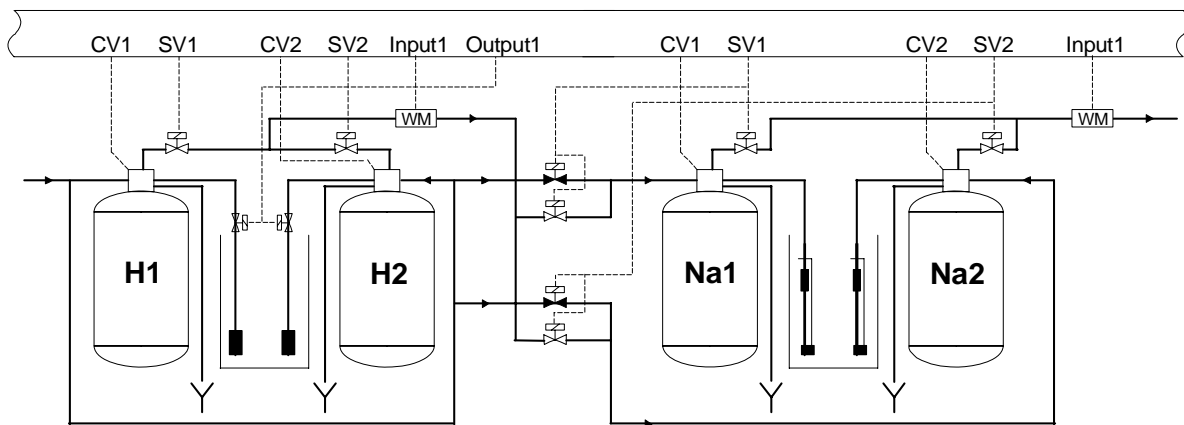 CV1 SV1 CV2 SV2 Input1 Output1 CV1 SV1 CV2 SV2 Input1
WM WM
H1 H2 Na1 Na2